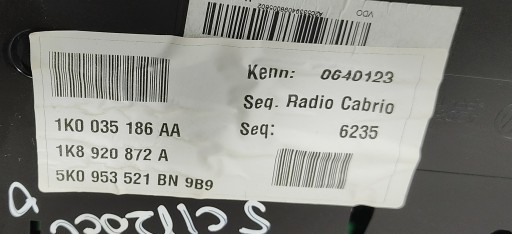 VDO
Kenn: 0640123
Seq. Radio Cabrio
1K0 035 186 AA
Seq: 6235
1K8 920 872 A
5K0 953 521 BN 9B9